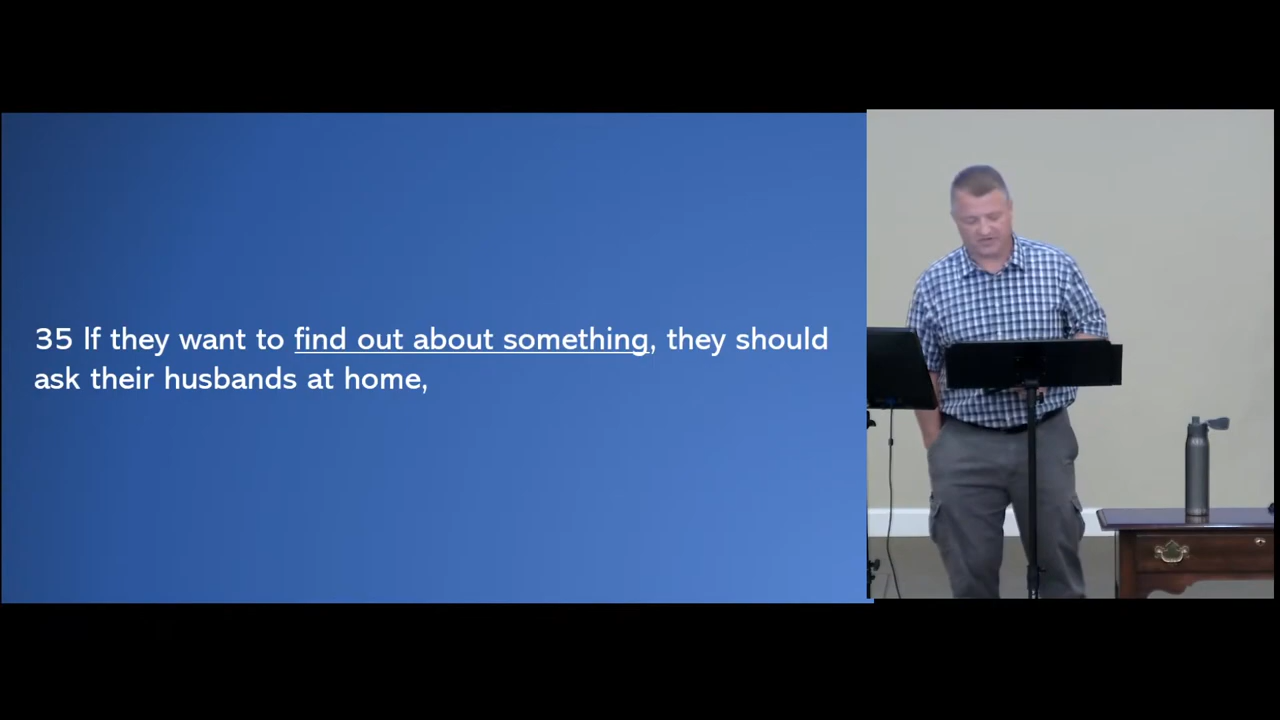 35 If they want to find out about something, they should
ask their husbands at home,